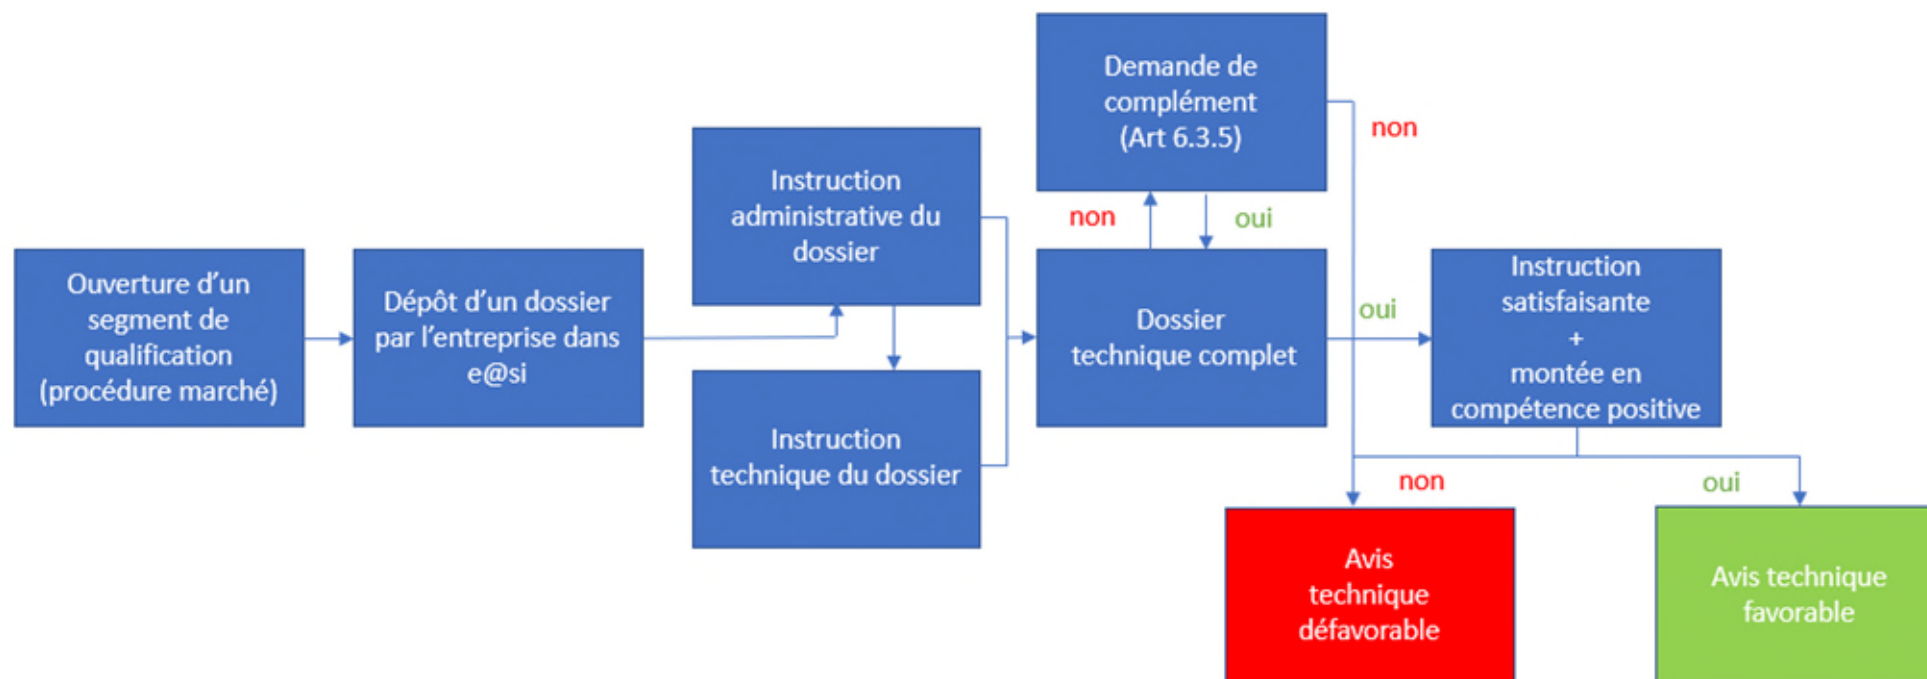 Ouverture d’un
segment de
qualification
(procédure marché)
Dépôt d’un dossier
par l’entreprise dans
e@si
Instruction
administrative du
dossier
Instruction
technique du dossier
Demande de
complément
(Art 6.3.5)
non
non
oui
Dossier
technique complet
oui
Instruction
satisfaisante
+
montée en
compétence positive
non
oui
Avis
technique
défavorable
Avis technique
favorable